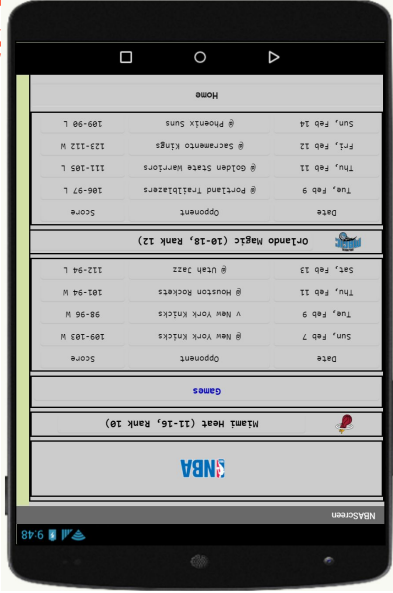 9:48
NBAScreen
NBA
Miami Heat (11-16, Rank 10)
Games
Date Opponent Score
Sun, Feb 7 @ New York Knicks 109-103 W
Tue, Feb 9 v New York Knicks 98-96 W
Thu, Feb 11 @ Houston Rockets 101-94 W
Sat, Feb 13 @ Utah Jazz 112-94 L
Orlando Magic (10-18, Rank 12)
Date Opponent Score
Tue, Feb 9 @ Portland Trailblazers 106-97 L
Thu, Feb 11 @ Golden State Warriors 111-105 L
Fri, Feb 12 @ Sacramento Kings 123-112 W
Sun, Feb 14 @ Phoenix Suns 109-90 L
Home